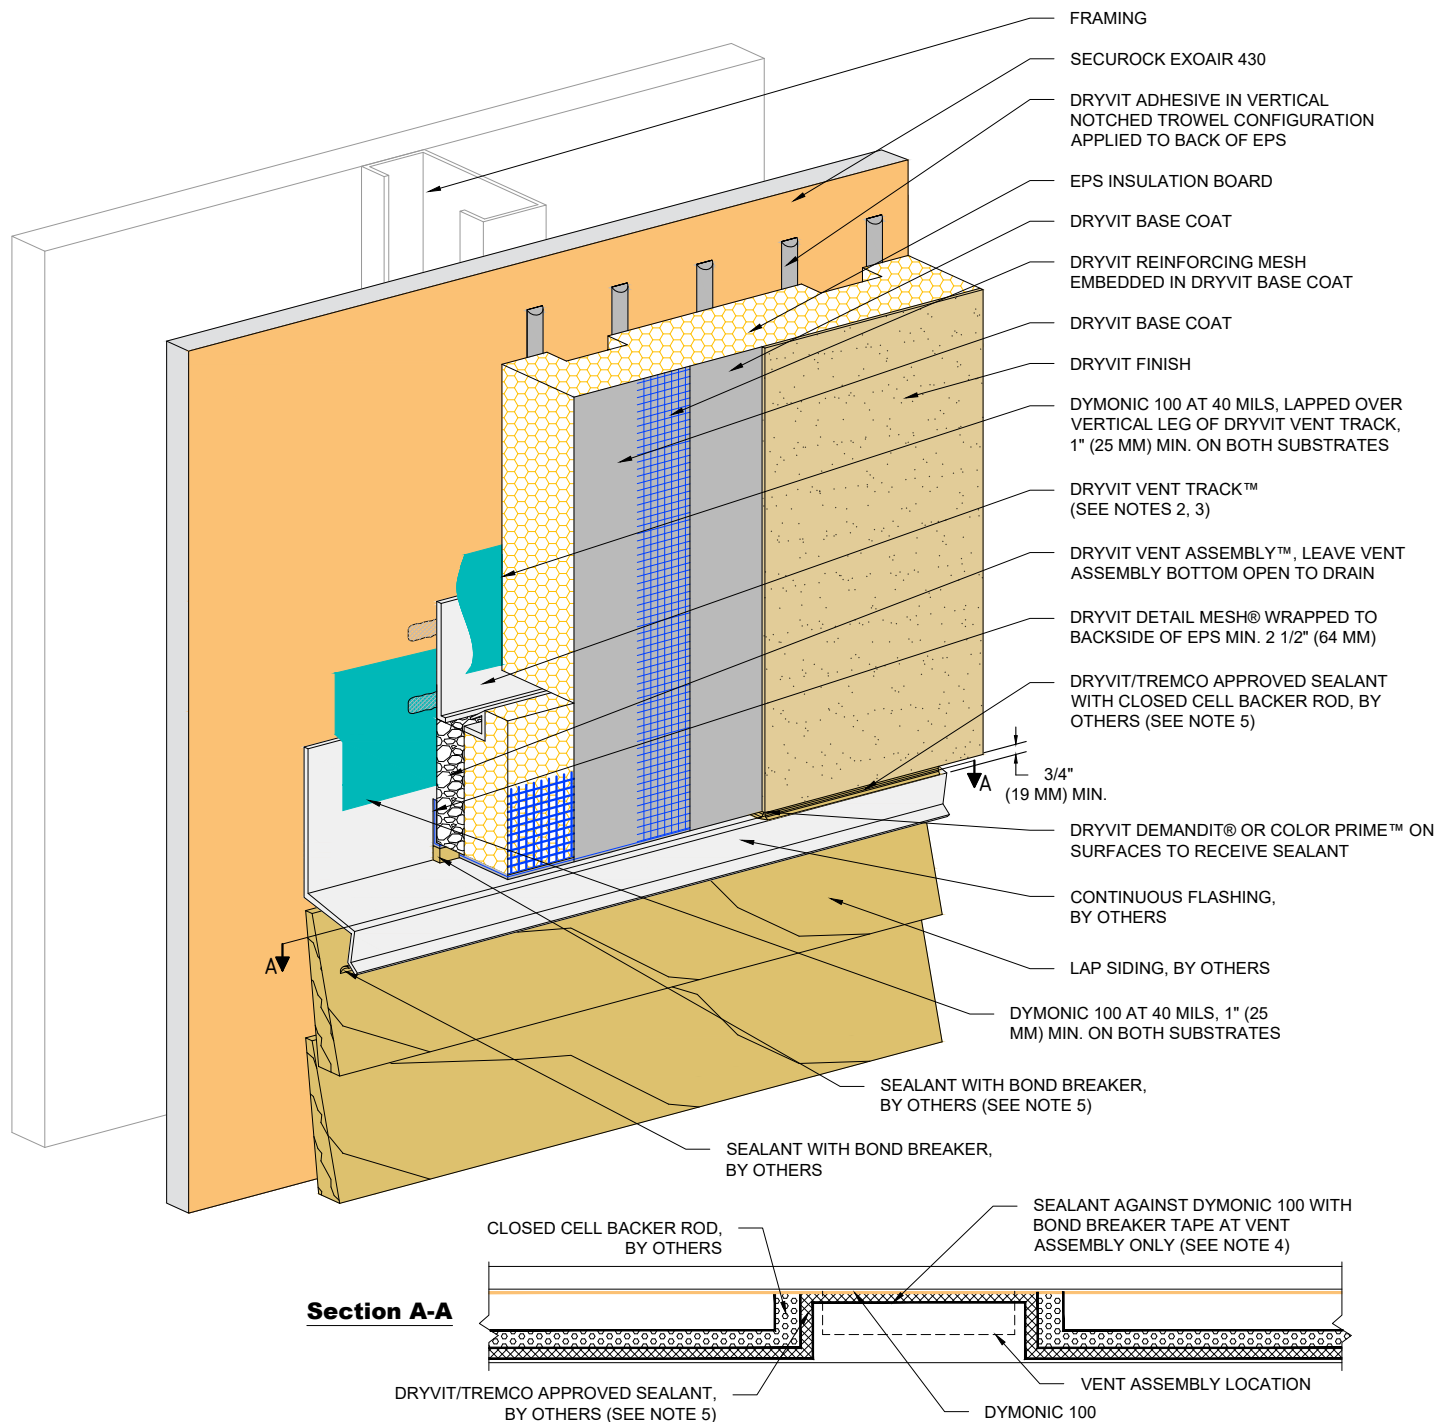 FRAMING
SECUROCK EXOAIR 430
DRYVIT ADHESIVE IN VERTICAL
NOTCHED TROWEL CONFIGURATION
APPLIED TO BACK OF EPS
EPS INSULATION BOARD
DRYVIT BASE COAT
DRYVIT REINFORCING MESH
EMBEDDED IN DRYVIT BASE COAT
DRYVIT BASE COAT
DRYVIT FINISH
DYMONIC 100 AT 40 MILS, LAPPED OVER
VERTICAL LEG OF DRYVIT VENT TRACK,
1" (25 MM) MIN. ON BOTH SUBSTRATES
DRYVIT VENT TRACK™
(SEE NOTES 2, 3)
DRYVIT VENT ASSEMBLY™, LEAVE VENT
ASSEMBLY BOTTOM OPEN TO DRAIN
DRYVIT DETAIL MESH® WRAPPED TO
BACKSIDE OF EPS MIN. 2 1/2" (64 MM)
DRYVIT/TREMCO APPROVED SEALANT
WITH CLOSED CELL BACKER ROD, BY
OTHERS (SEE NOTE 5)
A
3/4"
(19 MM) MIN.
DRYVIT DEMANDIT® OR COLOR PRIME™ ON
SURFACES TO RECEIVE SEALANT
CONTINUOUS FLASHING,
BY OTHERS
A
LAP SIDING, BY OTHERS
DYMONIC 100 AT 40 MILS, 1" (25
MM) MIN. ON BOTH SUBSTRATES
SEALANT WITH BOND BREAKER,
BY OTHERS (SEE NOTE 5)
SEALANT WITH BOND BREAKER,
BY OTHERS
SEALANT AGAINST DYMONIC 100 WITH
BOND BREAKER TAPE AT VENT
ASSEMBLY ONLY (SEE NOTE 4)
CLOSED CELL BACKER ROD,
BY OTHERS
Section A-A
VENT ASSEMBLY LOCATION
DRYVIT/TREMCO APPROVED SEALANT,
BY OTHERS (SEE NOTE 5)
DYMONIC 100